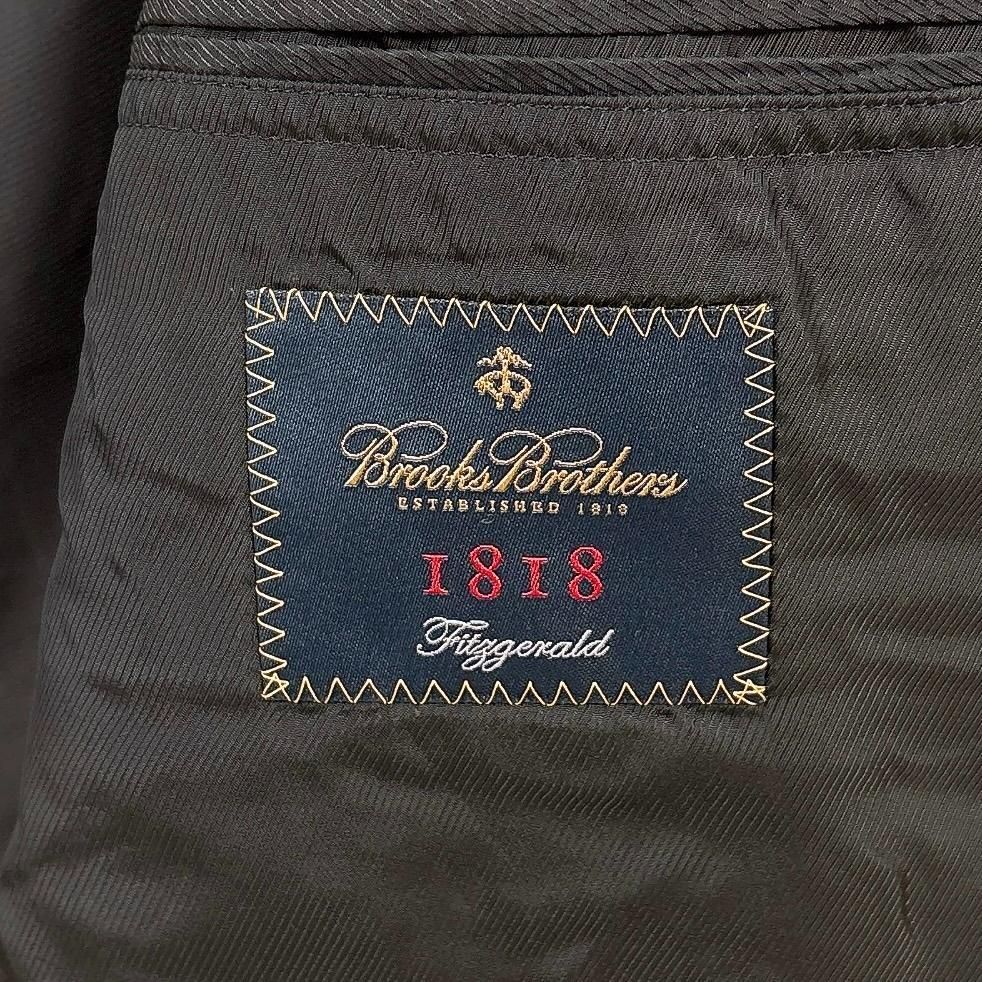 Brooks Brothers
ESTABLISHED 1818
1818
Fitzgerald